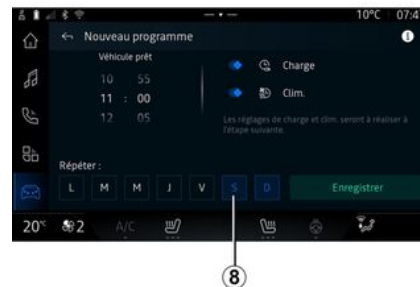 10°C 07:4
Nouveau programme
Véhicule prêt
10 55
11 : 00
12 05
Charge
Clim.
Les réglages de charge et clim. seront à réaliser à
l'étape suivante.
Répéter :
L M M J V S D
Enregistrer
20° 2 A/C
8